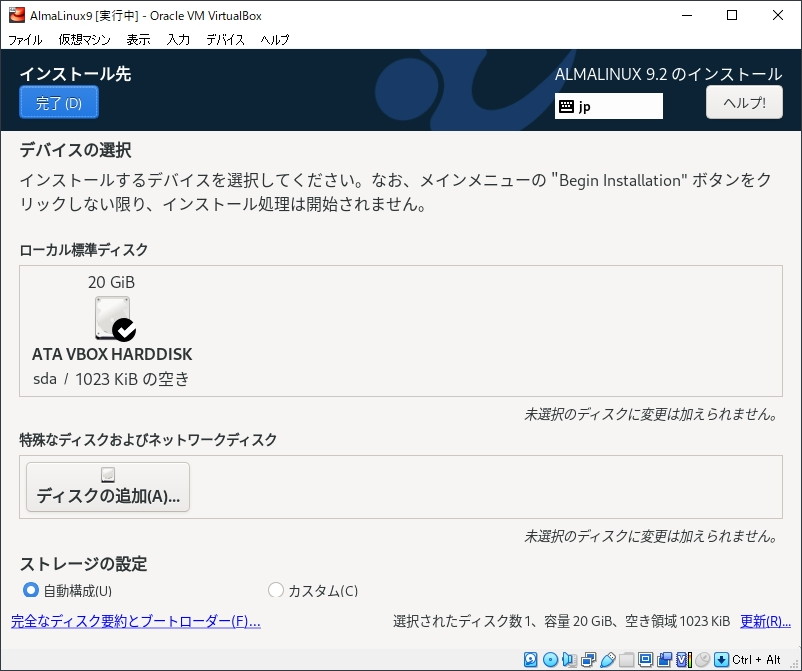 AlmaLinux9 [実行中] - Oracle VM VirtualBox
ファイル 仮想マシン 表示 入力 デバイス ヘルプ
インストール先
ALMALINUX 9.2 のインストール
完了(D)
jp
ヘルプ!
デバイスの選択
インストールするデバイスを選択してください。なお、メインメニューの "Begin Installation" ボタンをク
リックしない限り、インストール処理は開始されません。
ローカル標準ディスク
20 GiB
ATA VBOX HARDDISK
sda / 1023 KiB の空き
未選択のディスクに変更は加えられません。
特殊なディスクおよびネットワークディスク
ディスクの追加(A)...
未選択のディスクに変更は加えられません。
ストレージの設定
自動構成(U) カスタム(C)
完全なディスク要約とブートローダー(F)... 選択されたディスク数 1、容量 20 GiB、空き領域 1023 KiB 更新(R)...
Ctrl + Alt